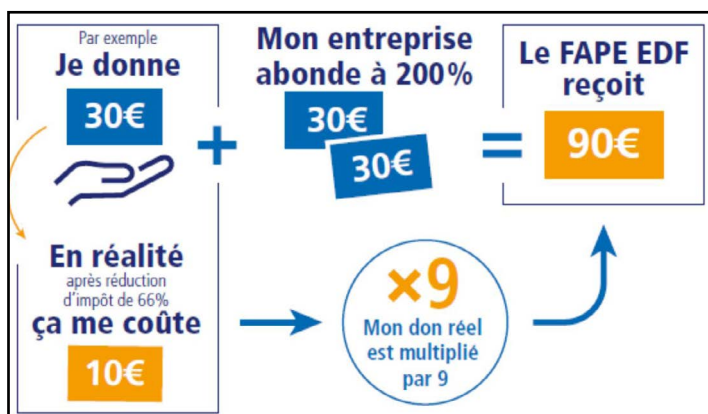 Par exemple
Je donne
30€
+
Mon entreprise
abonde à 200%
30€
30€
=
Le FAPE EDF
reçoit
90€
En réalité
après réduction
d'impôt de 66%
ça me coûte
10€
×9
Mon don réel
est multiplié
par 9